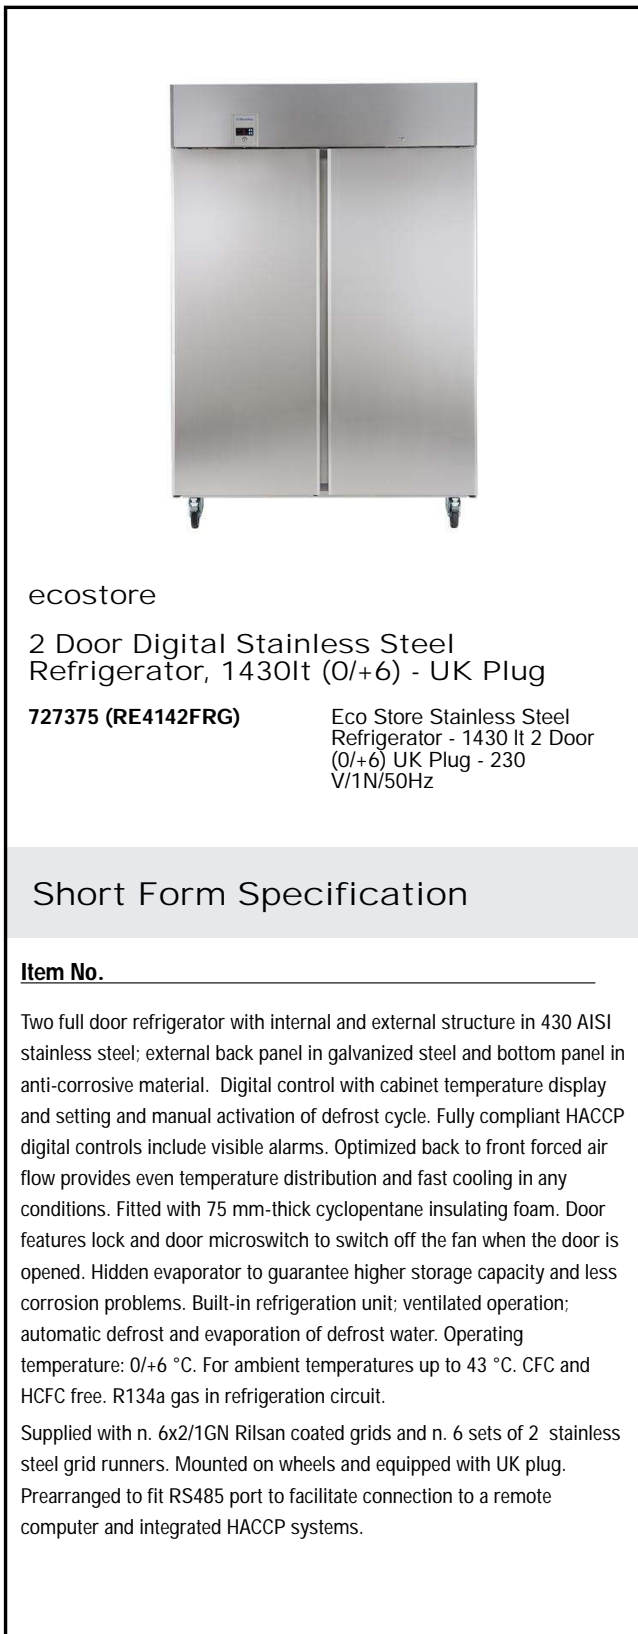 ecostore
2 Door Digital Stainless Steel
Refrigerator, 1430lt (0/+6) - UK Plug
727375 (RE4142FRG)
Eco Store Stainless Steel
Refrigerator - 1430 lt 2 Door
(0/+6) UK Plug - 230
V/1N/50Hz
Short Form Specification
Item No.
Two full door refrigerator with internal and external structure in 430 AISI
stainless steel; external back panel in galvanized steel and bottom panel in
anti-corrosive material.  Digital control with cabinet temperature display
and setting and manual activation of defrost cycle. Fully compliant HACCP
digital controls include visible alarms. Optimized back to front forced air
flow provides even temperature distribution and fast cooling in any
conditions. Fitted with 75 mm-thick cyclopentane insulating foam. Door
features lock and door microswitch to switch off the fan when the door is
opened. Hidden evaporator to guarantee higher storage capacity and less
corrosion problems. Built-in refrigeration unit; ventilated operation;
automatic defrost and evaporation of defrost water. Operating
temperature: 0/+6 °C. For ambient temperatures up to 43 °C. CFC and
HCFC free. R134a gas in refrigeration circuit.
Supplied with n. 6x2/1GN Rilsan coated grids and n. 6 sets of 2  stainless
steel grid runners. Mounted on wheels and equipped with UK plug.
Prearranged to fit RS485 port to facilitate connection to a remote
computer and integrated HACCP systems.